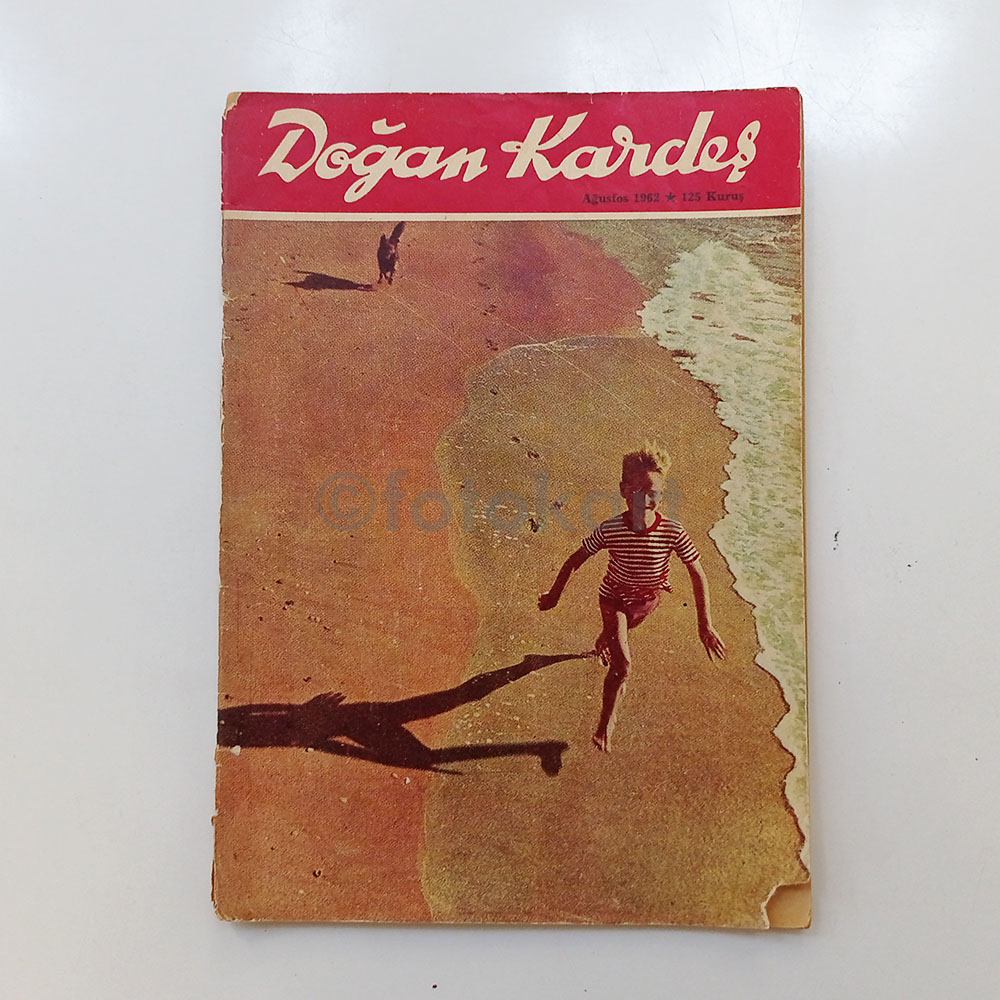 Doğan Kardeş
Ağustos 1962 ★ 125 Kuruş
©fotokart